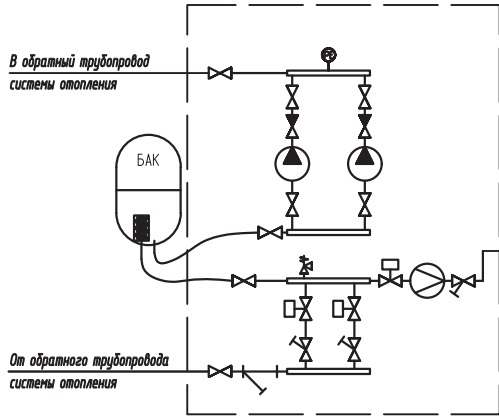 В обратный трубопровод
системы отопления
БАК
От обратного трубопровода
системы отопления